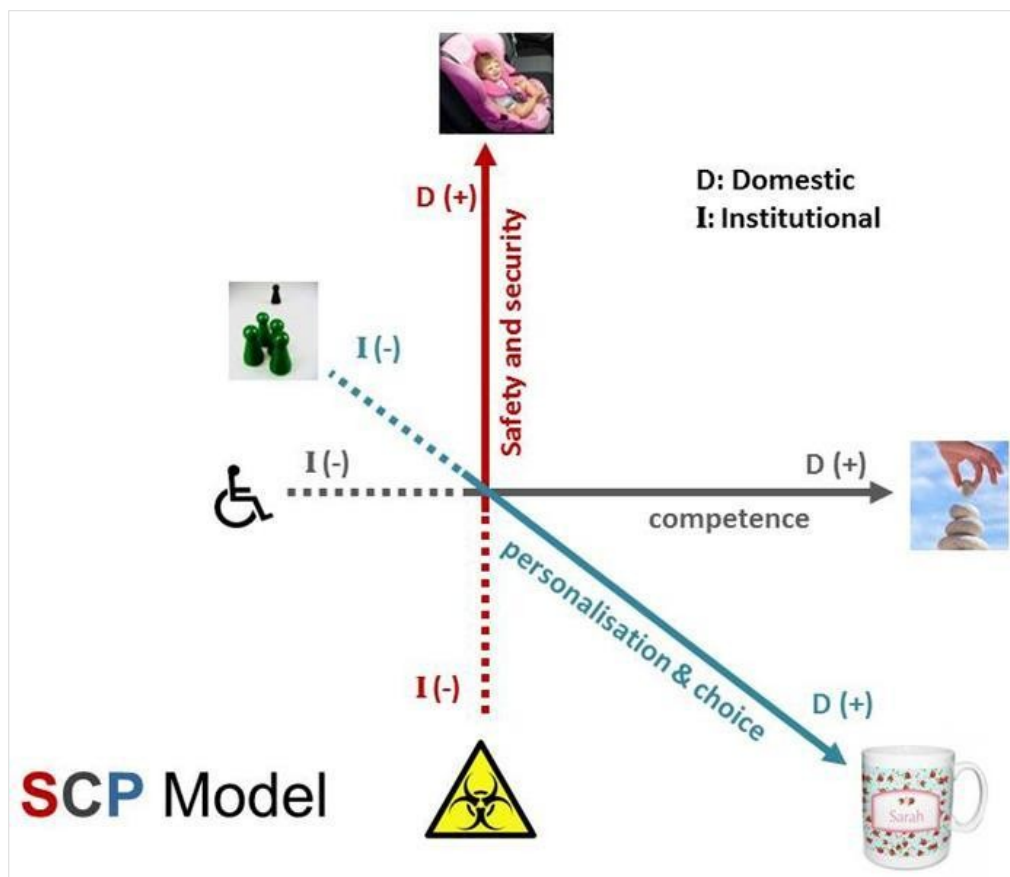 D (+)
D: Domestic
I: Institutional
Safety and security
I (-)
I (-)
D (+)
competence
personalisation & choice
I (-)
D (+)
SCP Model
Sarah